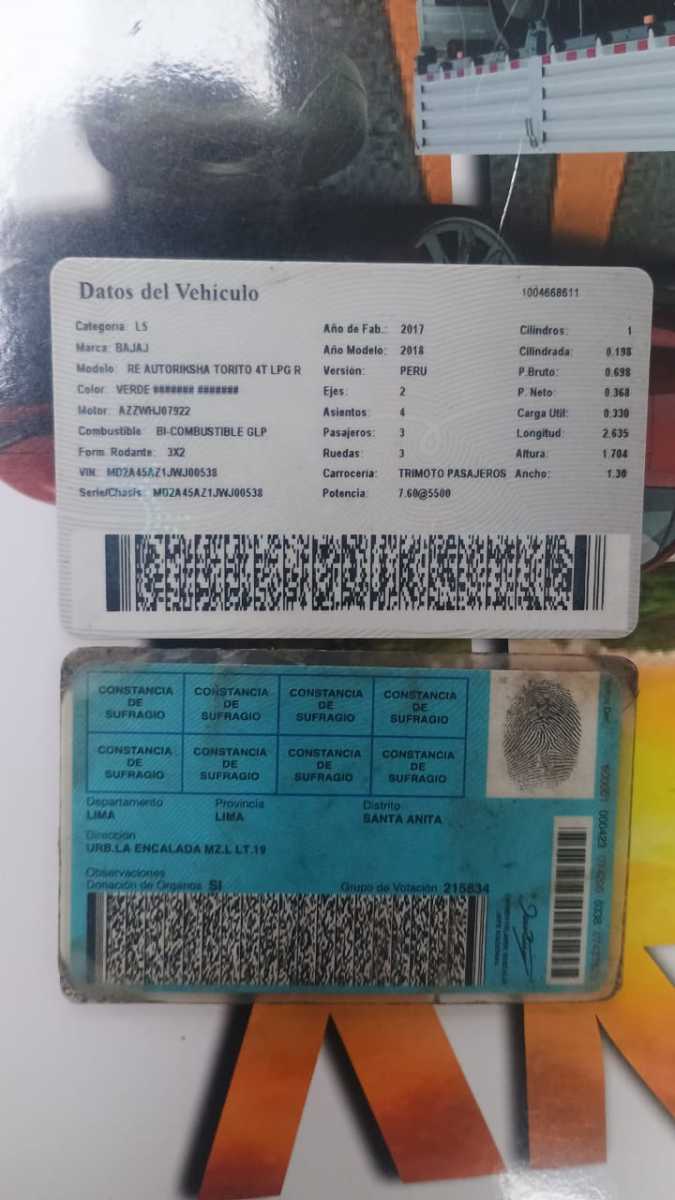 Datos del Vehículo
1004668611
Categoria: L5
Año de Fab.: 2017
Cilindros: 1
Marca: BAJAJ
Año Modelo: 2018
Cilindrada: 0.198
Modelo: RE AUTORIKSHA TORITO 4T LPG R
Versión: PERU
P.Bruto: 0.698
Color: VERDE ####### #######
Ejes: 2
P. Neto: 0.368
Motor: AZZWHJ07922
Asientos: 4
Carga Util: 0.330
Combustible: BI-COMBUSTIBLE GLP
Pasajeros: 3
Longitud: 2.635
Form. Rodante: 3X2
Ruedas: 3
Altura: 1.704
VIN: MD2A45AZ1JWJ00538
Carrocería: TRIMOTO PASAJEROS
Ancho: 1.30
Serie/Chasis: MD2A45AZ1JWJ00538
Potencia: 7.60@5500
CONSTANCIA DE SUFRAGIO
CONSTANCIA DE SUFRAGIO
CONSTANCIA DE SUFRAGIO
CONSTANCIA DE SUFRAGIO
CONSTANCIA DE SUFRAGIO
CONSTANCIA DE SUFRAGIO
CONSTANCIA DE SUFRAGIO
CONSTANCIA DE SUFRAGIO
Departamento Provincia Distrito
LIMA LIMA SANTA ANITA
Dirección
URB.LA ENCALADA MZ.L LT.19
Observaciones
Donación de Organos SI
Grupo de Votación 215834